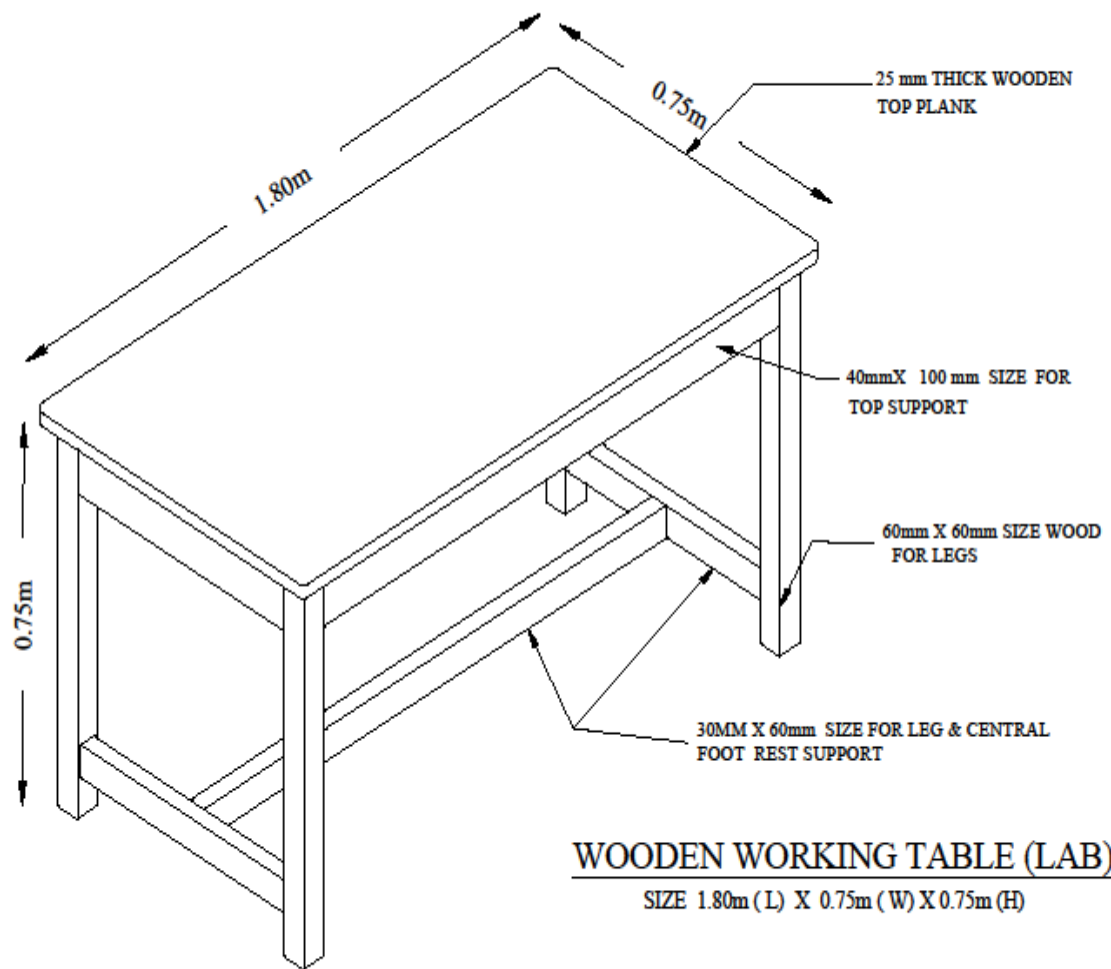 25 mm THICK WOODEN
TOP PLANK
0.75m
1.80m
40mmX 100 mm SIZE FOR
TOP SUPPORT
60mm X 60mm SIZE WOOD
FOR LEGS
0.75m
30MM X 60mm SIZE FOR LEG & CENTRAL
FOOT REST SUPPORT
WOODEN WORKING TABLE (LAB)
SIZE 1.80m ( L) X 0.75m ( W) X 0.75m (H)